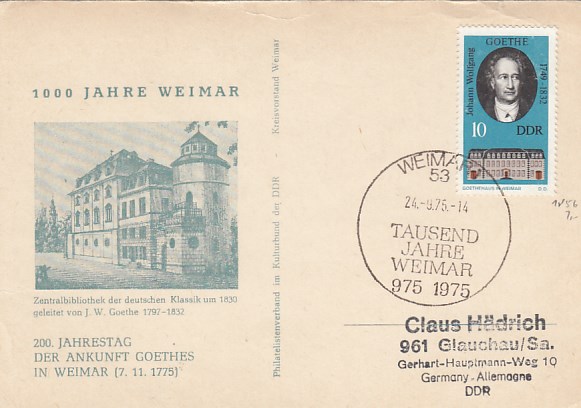 1000 JAHRE WEIMAR
Zentralbibliothek der deutschen Klassik um 1830
geleitet von J. W. Goethe 1797-1832
200. JAHRESTAG
DER ANKUNFT GOETHES
IN WEIMAR (7. 11. 1775)
Philatelistenverband im Kulturbund der DDR - Kreisvorstand Weimar
GOETHE
Johann Wolfgang
1749-1832
10
DDR
GOETHEHAUS IN WEIMAR
WEIMAR
53
24.-9.75.-14
TAUSEND
JAHRE
WEIMAR
975 1975
1856
7,-
Claus Hädrich
961 Glauchau/Sa.
Gerhart-Hauptmann-Weg 10
Germany-Allemagne
DDR